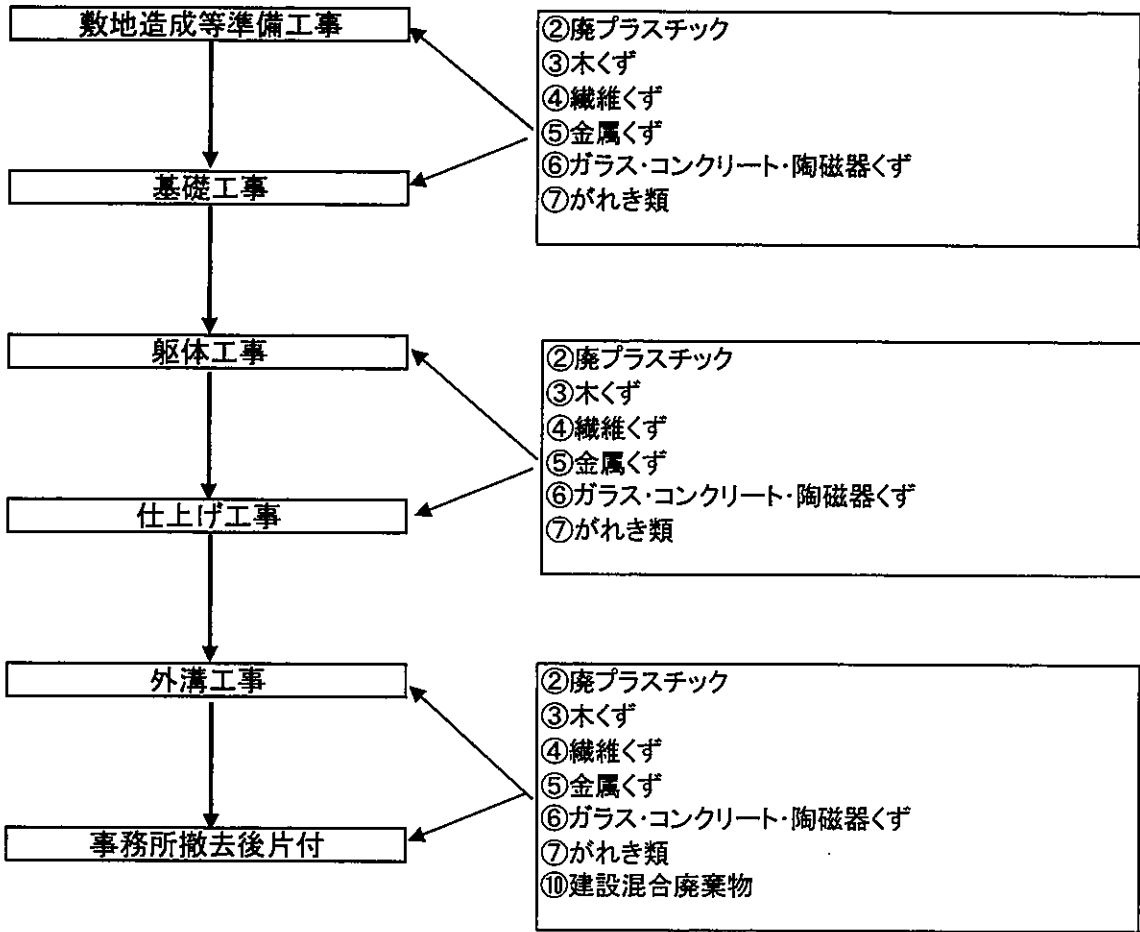 敷地造成等準備工事
②廃プラスチック
③木くず
④繊維くず
⑤金属くず
⑥ガラス・コンクリート・陶磁器くず
⑦がれき類
基礎工事
躯体工事
②廃プラスチック
③木くず
④繊維くず
⑤金属くず
⑥ガラス・コンクリート・陶磁器くず
⑦がれき類
仕上げ工事
外溝工事
②廃プラスチック
③木くず
④繊維くず
⑤金属くず
⑥ガラス・コンクリート・陶磁器くず
⑦がれき類
⑩建設混合廃棄物
事務所撤去後片付